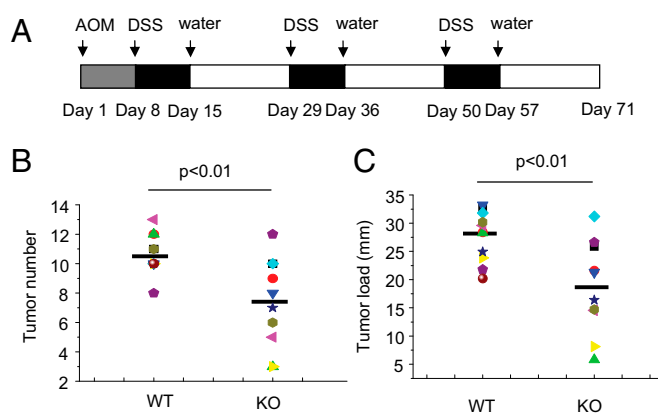 A
AOM DSS water DSS water DSS water
Day 1 Day 8 Day 15 Day 29 Day 36 Day 50 Day 57 Day 71
B
p<0.01
Tumor number
14
12
10
8
6
4
2
WT KO
C
p<0.01
Tumor load (mm)
35
30
25
20
15
10
5
WT KO